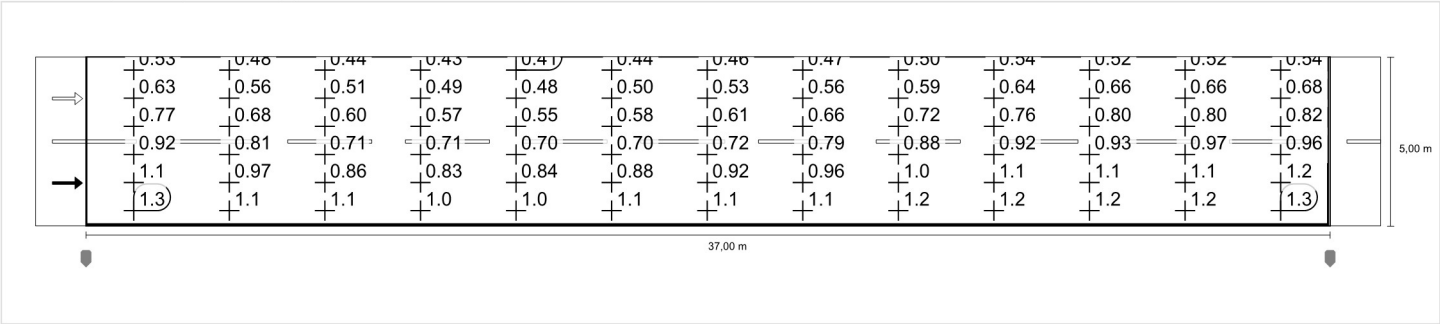 0.53 0.48 0.44 0.43 0.41 0.44 0.46 0.47 0.50 0.54 0.52 0.52 0.54
0.63 0.56 0.51 0.49 0.48 0.50 0.53 0.56 0.59 0.64 0.66 0.66 0.68
0.77 0.68 0.60 0.57 0.55 0.58 0.61 0.66 0.72 0.76 0.80 0.80 0.82
0.92 0.81 0.71 0.71 0.70 0.70 0.72 0.79 0.88 0.92 0.93 0.97 0.96
5,00 m
1.1 0.97 0.86 0.83 0.84 0.88 0.92 0.96 1.0 1.1 1.1 1.1 1.2
1.3 1.1 1.1 1.0 1.0 1.1 1.1 1.1 1.2 1.2 1.2 1.2 1.3
37,00 m